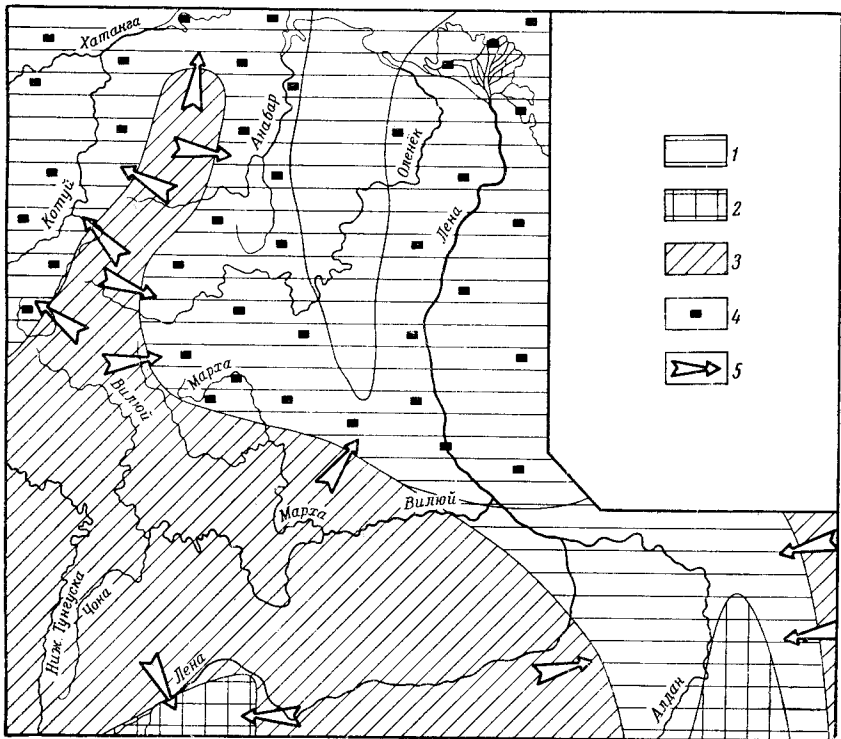 Хатанга
Анабар
Оленёк
Котуй
Лена
Марха
Вилюй
Марха
Вилюй
Ниж. Тунгуска
Чона
Лена
Алдан
1
2
3
4
5